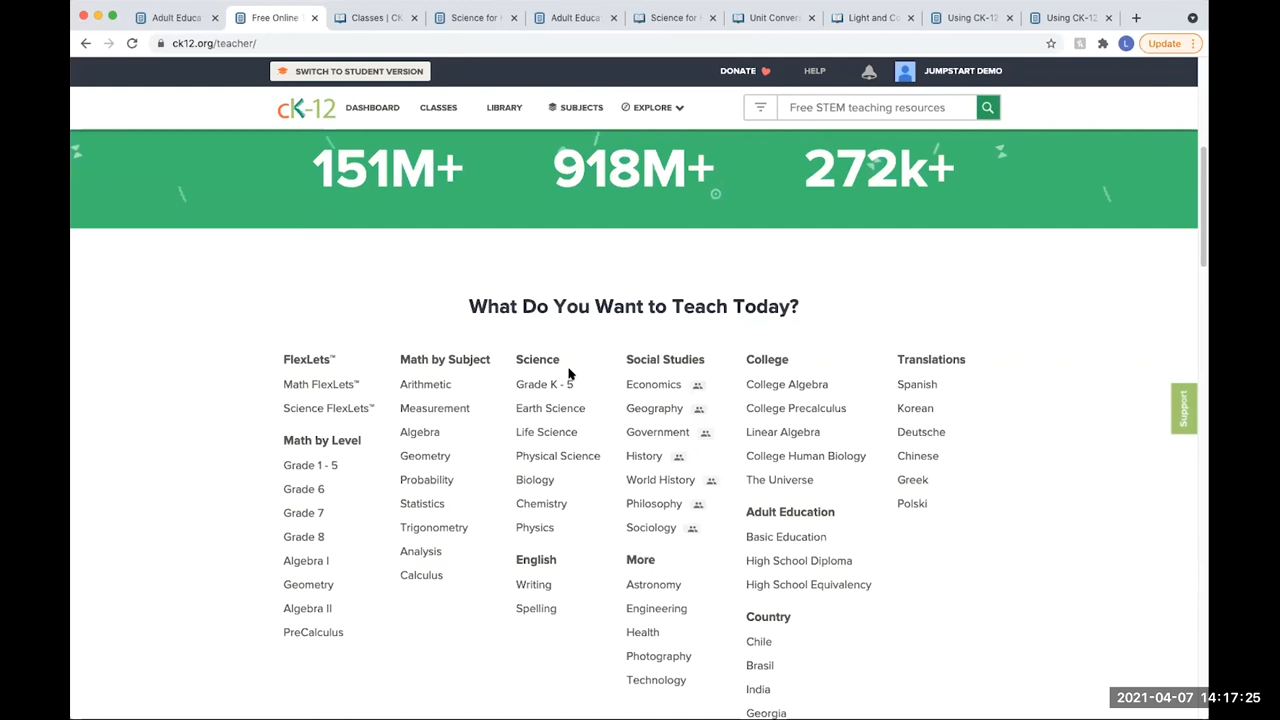 Adult Educa
Free Online
Classes | CK
Science for
Adult Educa
Science for
Unit Conver
Light and Co
Using CK-12
Using CK-12
ck12.org/teacher/
L
Update
SWITCH TO STUDENT VERSION
DONATE
HELP
JUMPSTART DEMO
cK-12
DASHBOARD
CLASSES
LIBRARY
SUBJECTS
EXPLORE
Free STEM teaching resources
151M+
918M+
272k+
What Do You Want to Teach Today?
FlexLets™
Math FlexLets™
Science FlexLets™
Math by Level
Grade 1 - 5
Grade 6
Grade 7
Grade 8
Algebra I
Geometry
Algebra II
PreCalculus
Math by Subject
Arithmetic
Measurement
Algebra
Geometry
Probability
Statistics
Trigonometry
Analysis
Calculus
Science
Grade K - 5
Earth Science
Life Science
Physical Science
Biology
Chemistry
Physics
English
Writing
Spelling
Social Studies
Economics
Geography
Government
History
World History
Philosophy
Sociology
More
Astronomy
Engineering
Health
Photography
Technology
College
College Algebra
College Precalculus
Linear Algebra
College Human Biology
The Universe
Adult Education
Basic Education
High School Diploma
High School Equivalency
Country
Chile
Brasil
India
Georgia
Translations
Spanish
Korean
Deutsche
Chinese
Greek
Polski
Support
2021-04-07 14:17:25